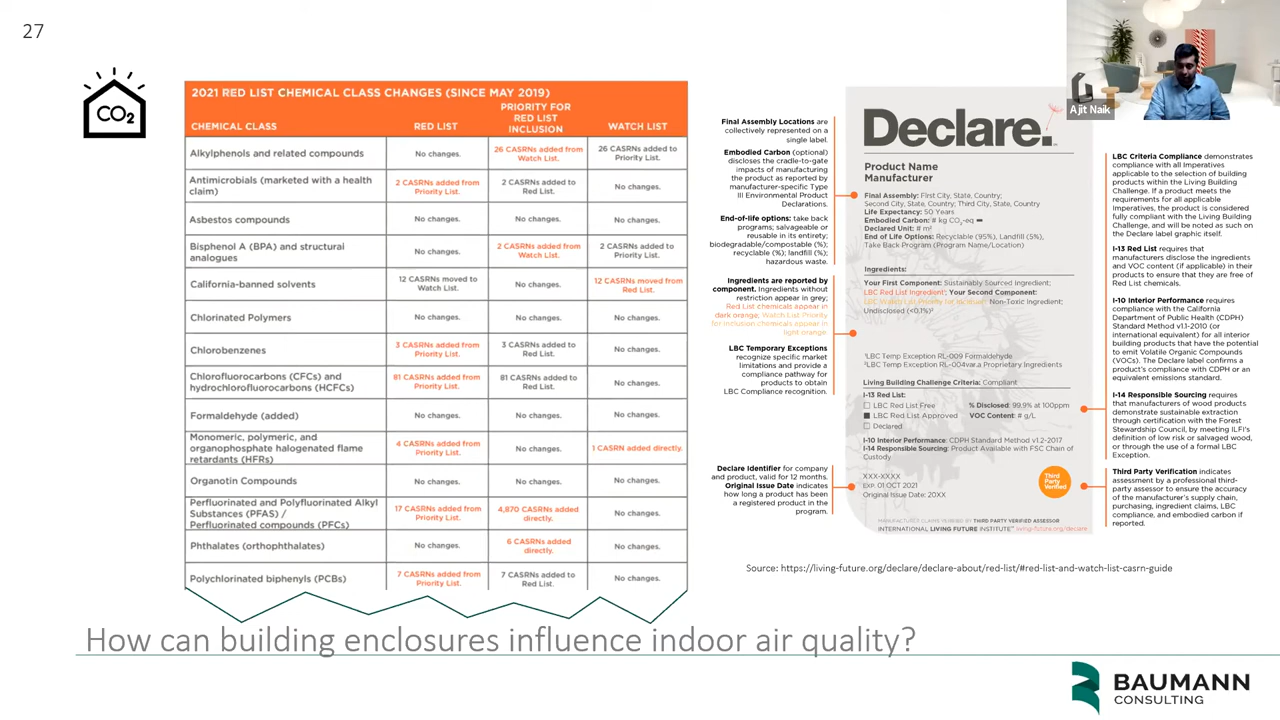 27
CO2
2021 RED LIST CHEMICAL CLASS CHANGES (SINCE MAY 2019)
CHEMICAL CLASS
RED LIST
PRIORITY FOR
RED LIST
INCLUSION
WATCH LIST
Alkylphenols and related compounds
No changes.
26 CASRNs added from
Watch List.
26 CASRNs added to
Priority List.
Antimicrobials (marketed with a health
claim)
2 CASRNs added from
Priority List.
2 CASRNs added to
Red List.
No changes.
Asbestos compounds
No changes.
No changes.
No changes.
Bisphenol A (BPA) and structural
analogues
No changes.
2 CASRNs added from
Watch List.
2 CASRNs added to
Priority List.
California-banned solvents
12 CASRNs moved to
Watch List.
No changes.
12 CASRNs moved from
Red List.
Chlorinated Polymers
No changes.
No changes.
No changes.
Chlorobenzenes
3 CASRNs added from
Priority List.
3 CASRNs added to
Red List.
No changes.
Chlorofluorocarbons (CFCs) and
hydrochlorofluorocarbons (HCFCs)
81 CASRNs added from
Priority List.
81 CASRNs added to
Red List.
No changes.
Formaldehyde (added)
No changes.
No changes.
No changes.
Monomeric, polymeric, and
organophosphate halogenated flame
retardants (HFRs)
4 CASRNs added from
Priority List.
No changes.
1 CASRN added directly.
Organotin Compounds
No changes.
No changes.
No changes.
Perfluorinated and Polyfluorinated Alkyl
Substances (PFAS) /
Perfluorinated compounds (PFCs)
17 CASRNs added from
Priority List.
4,870 CASRNs added
directly.
No changes.
Phthalates (orthophthalates)
No changes.
6 CASRNs added
directly.
No changes.
Polychlorinated biphenyls (PCBs)
7 CASRNs added from
Priority List.
7 CASRNs added to
Red List.
No changes.
Final Assembly Locations are
collectively represented on a
single label.
Embodied Carbon (optional)
discloses the cradle-to-gate
impacts of manufacturing
the product as reported by
manufacturer-specific Type
III Environmental Product
Declarations.
End-of-life options: take back
programs; salvageable or
reusable in its entirety;
biodegradable/compostable (%);
recyclable (%); landfill (%);
hazardous waste.
Ingredients are reported by
component. Ingredients without
restriction appear in grey;
Red List chemicals appear in
dark orange; Watch List-Priority
for inclusion chemicals appear in
light orange.
LBC Temporary Exceptions
recognize specific market
limitations and provide a
compliance pathway for
products to obtain
LBC Compliance recognition.
Declare Identifier for company
and product, valid for 12 months.
Original Issue Date indicates
how long a product has been
a registered product in the
program.
Declare.
Product Name
Manufacturer
Final Assembly: First City, State, Country;
Second City, State, Country; Third City, State, Country
Life Expectancy: 50 Years
Embodied Carbon: # kg CO2-eq
Declared Unit: # m²
End of Life Options: Recyclable (95%), Landfill (5%),
Take Back Program (Program Name/Location)
Ingredients:
Your First Component: Sustainably Sourced Ingredient;
LBC Red List Ingredient¹; Your Second Component:
Non-Toxic Ingredient;
Undisclosed (<0.1%)²
¹LBC Temp Exception RL-009 Formaldehyde
²LBC Temp Exception RL-004var.a Proprietary Ingredients
Living Building Challenge Criteria: Compliant
I-13 Red List:
LBC Red List Free
% Disclosed: 99.9% at 100ppm
LBC Red List Approved
VOC Content: # g/L
Declared
I-10 Interior Performance: CDPH Standard Method v1.2-2017
I-14 Responsible Sourcing: Product Available with FSC Chain of
Custody
XXX-XXXX
EXP. 01 OCT 2021
Original Issue Date: 20XX
Third
Party
Verified
MANUFACTURER CLAIMS VERIFIED BY THIRD PARTY VERIFIED ASSESSOR
INTERNATIONAL LIVING FUTURE INSTITUTE℠ living-future.org/declare
Ajit Naik
LBC Criteria Compliance demonstrates
compliance with all Imperatives
applicable to the selection of building
products within the Living Building
Challenge. If a product meets the
requirements for all applicable
Imperatives, the product is considered
fully compliant with the Living Building
Challenge, and will be noted as such on
the Declare label graphic itself.
I-13 Red List requires that
manufacturers disclose the ingredients
and VOC content (if applicable) in their
products to ensure that they are free of
Red List chemicals.
I-10 Interior Performance requires
compliance with the California
Department of Public Health (CDPH)
Standard Method v1.1-2010 (or
international equivalent) for all interior
building products that have the potential
to emit Volatile Organic Compounds
(VOCs). The Declare label confirms a
product's compliance with CDPH or an
equivalent emissions standard.
I-14 Responsible Sourcing requires
that manufacturers of wood products
demonstrate sustainable extraction
through certification with the Forest
Stewardship Council, by meeting ILFI's
definition of low risk or salvaged wood,
or through the use of a formal LBC
Exception.
Third Party Verification indicates
assessment by a professional third-
party assessor to ensure the accuracy
of the manufacturer's supply chain,
purchasing, ingredient claims, LBC
compliance, and embodied carbon if
reported.
Source: https://living-future.org/declare/declare-about/red-list/#red-list-and-watch-list-casrn-guide
How can building enclosures influence indoor air quality?
BAUMANN
CONSULTING